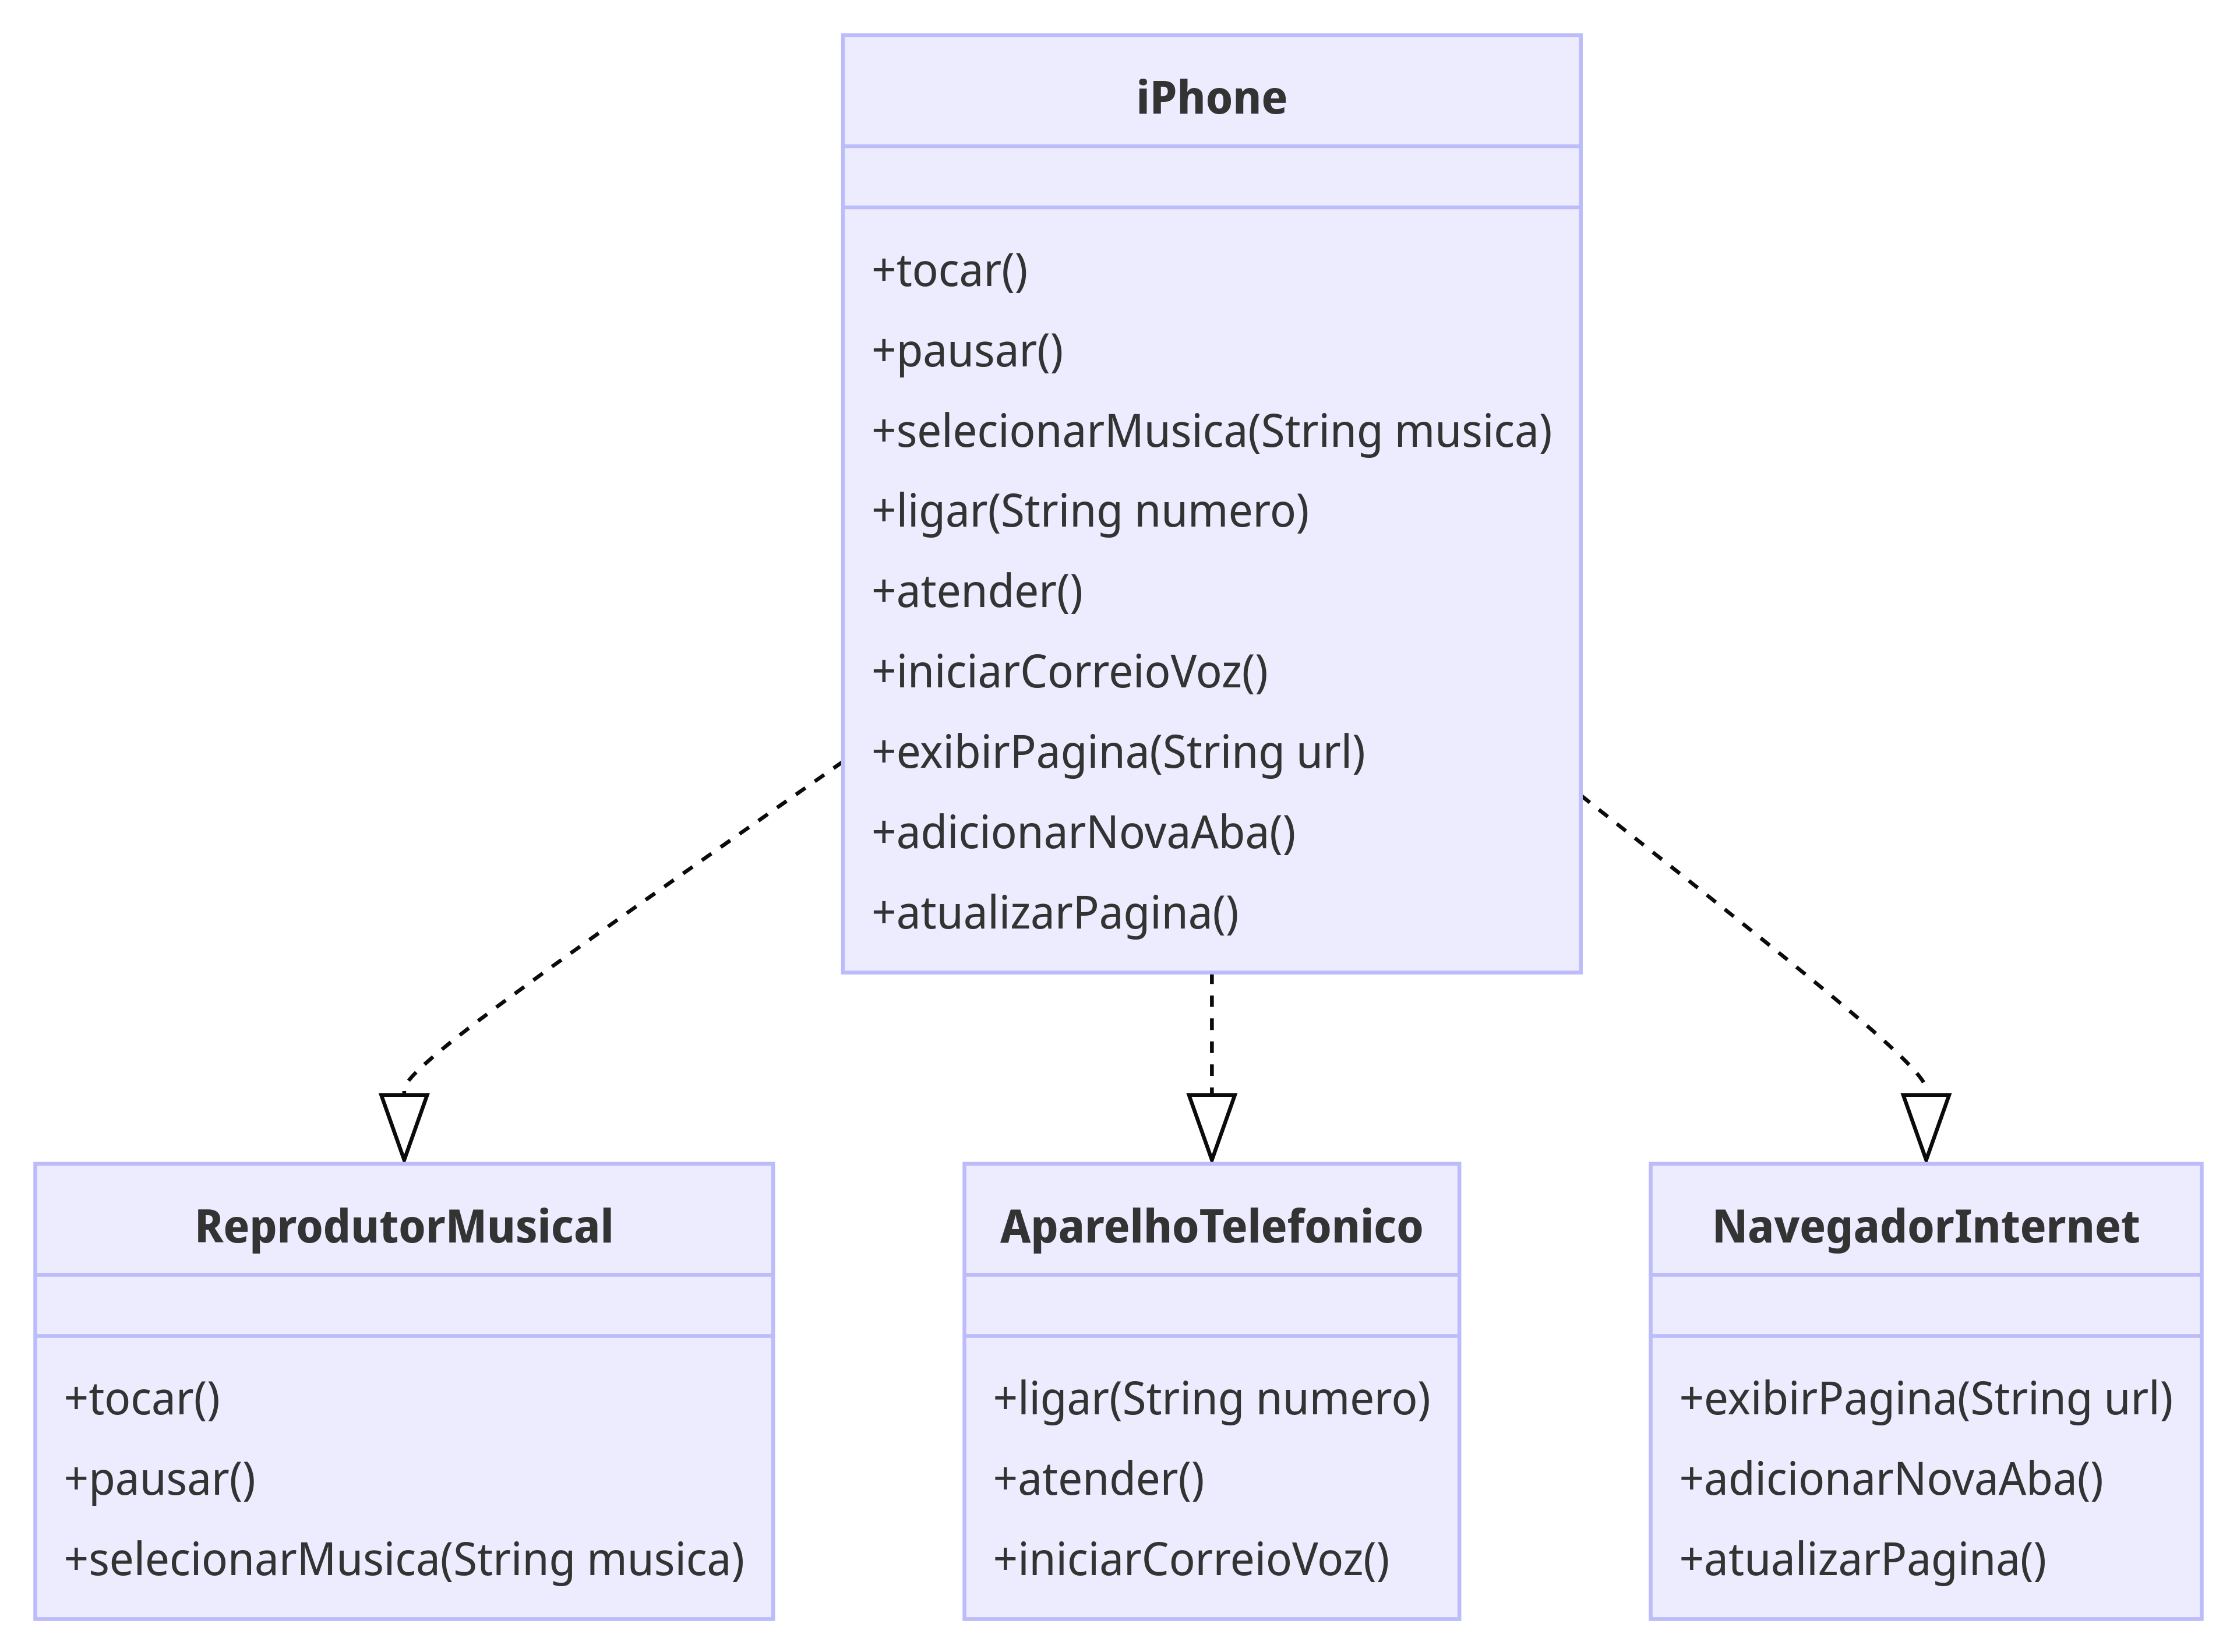 iPhone
+tocar()
+pausar()
+selecionarMusica(String musica)
+ligar(String numero)
+atender()
+iniciarCorreioVoz()
+exibirPagina(String url)
+adicionarNovaAba()
+atualizarPagina()
ReprodutorMusical
+tocar()
+pausar()
+selecionarMusica(String musica)
AparelhoTelefonico
+ligar(String numero)
+atender()
+iniciarCorreioVoz()
NavegadorInternet
+exibirPagina(String url)
+adicionarNovaAba()
+atualizarPagina()